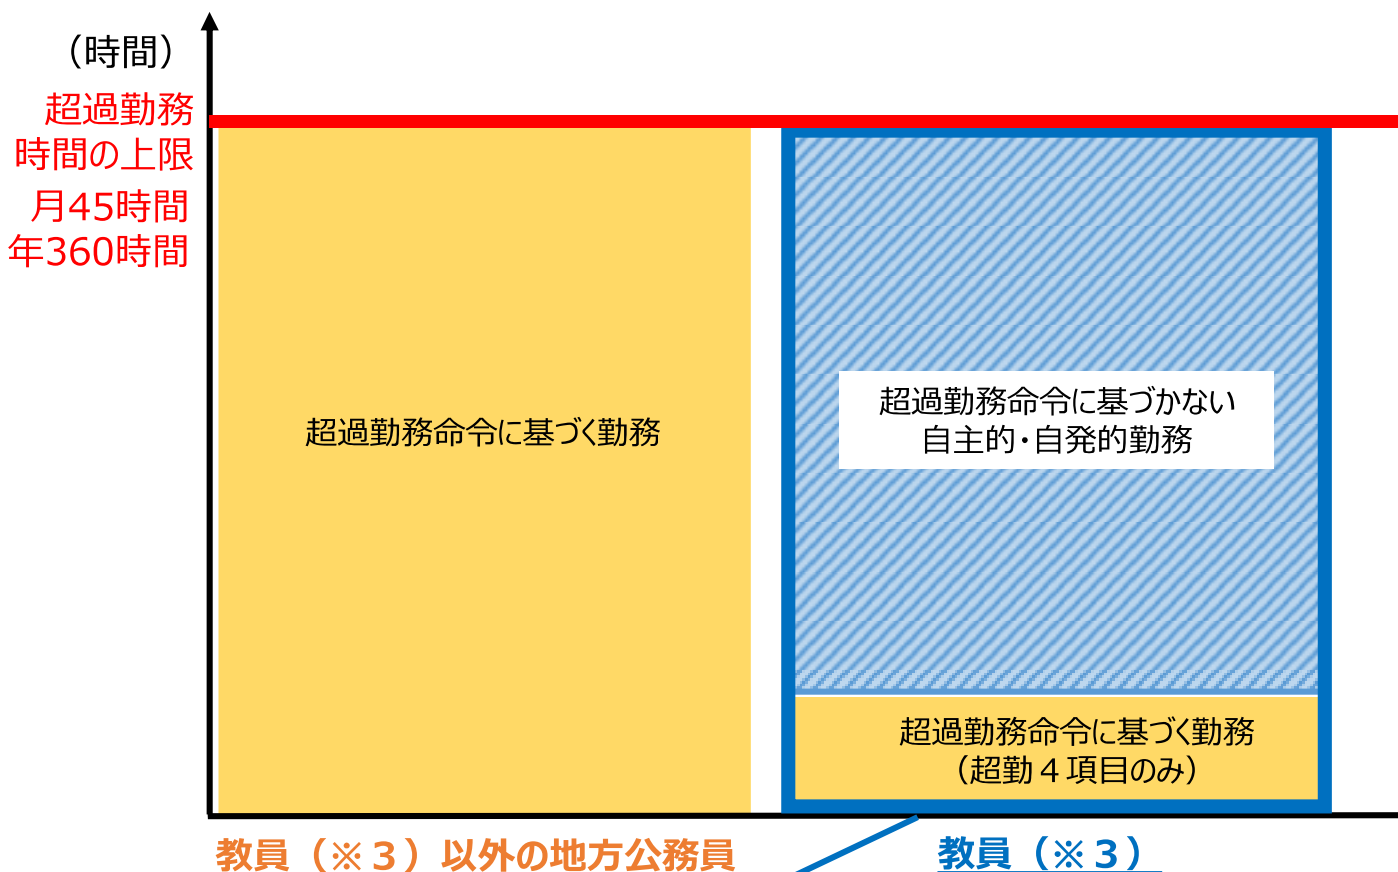 （時間）
超過勤務
時間の上限
月45時間
年360時間
超過勤務命令に基づく勤務
超過勤務命令に基づかない
自主的・自発的勤務
超過勤務命令に基づく勤務
（超勤４項目のみ）
教員（※３）以外の地方公務員
教員（※３）